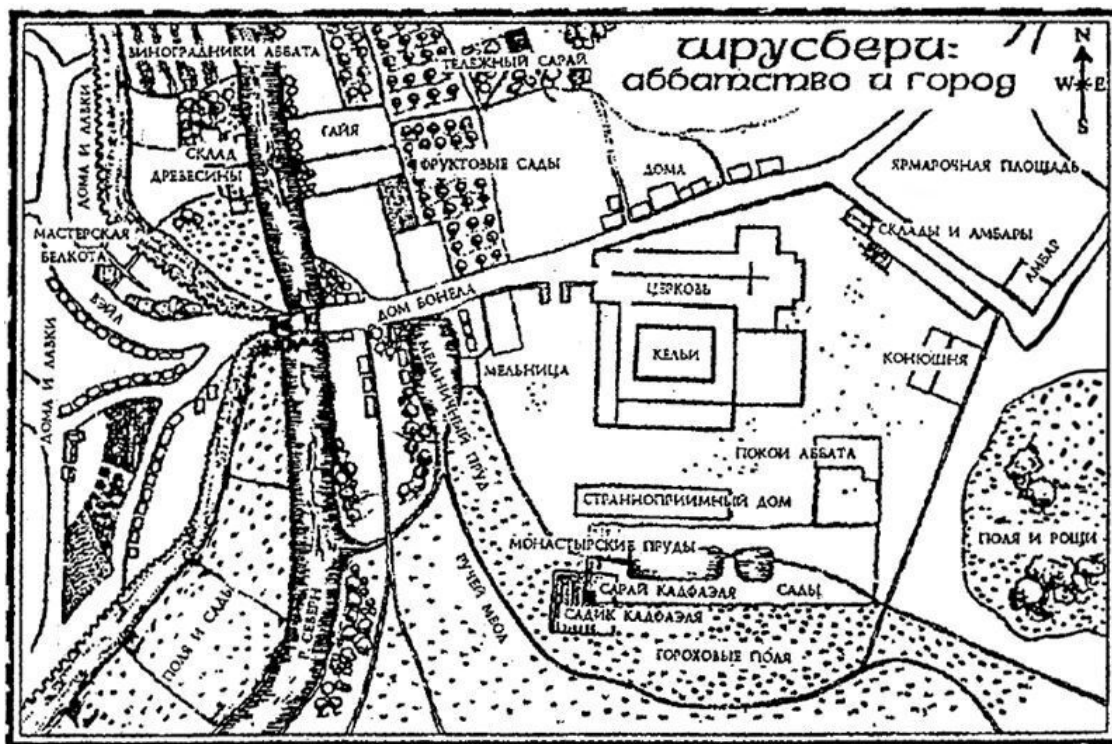 ШРУСБЕРИ:
АББАТСТВО И ГОРОД
N
W E
S
ВИНОГРАДНИКИ АББАТА
ТЕЛЕЖНЫЙ САРАЙ
ДОМА И ЛАВКИ
ГАЙЯ
СКЛАД
ДРЕВЕСИНЫ
ФРУКТОВЫЕ САДЫ
ДОМА
ЯРМАРОЧНАЯ ПЛОЩАДЬ
МАСТЕРСКАЯ
БЕЛКОТА
СКЛАДЫ И АМБАРЫ
АМБАР
ВЭЙЛ
ДОМ БОНЕЛА
ЦЕРКОВЬ
КЕЛЬИ
КОНЮШНЯ
МЕЛЬНИЦА
МЕЛЬНИЧНЫЙ ПРУД
ДОМА И ЛАВКИ
ПОКОИ АББАТА
СТРАННОПРИИМНЫЙ ДОМ
МОНАСТЫРСКИЕ ПРУДЫ
ПОЛЯ И РОЩИ
САРАЙ КАДФАЭЛЯ
САДЫ
САДИК КАДФАЭЛЯ
РУЧЕЙ МЕОЛ
Р. СЕВЕРН
ПОЛЯ И САДЫ
ГОРОХОВЫЕ ПОЛЯ